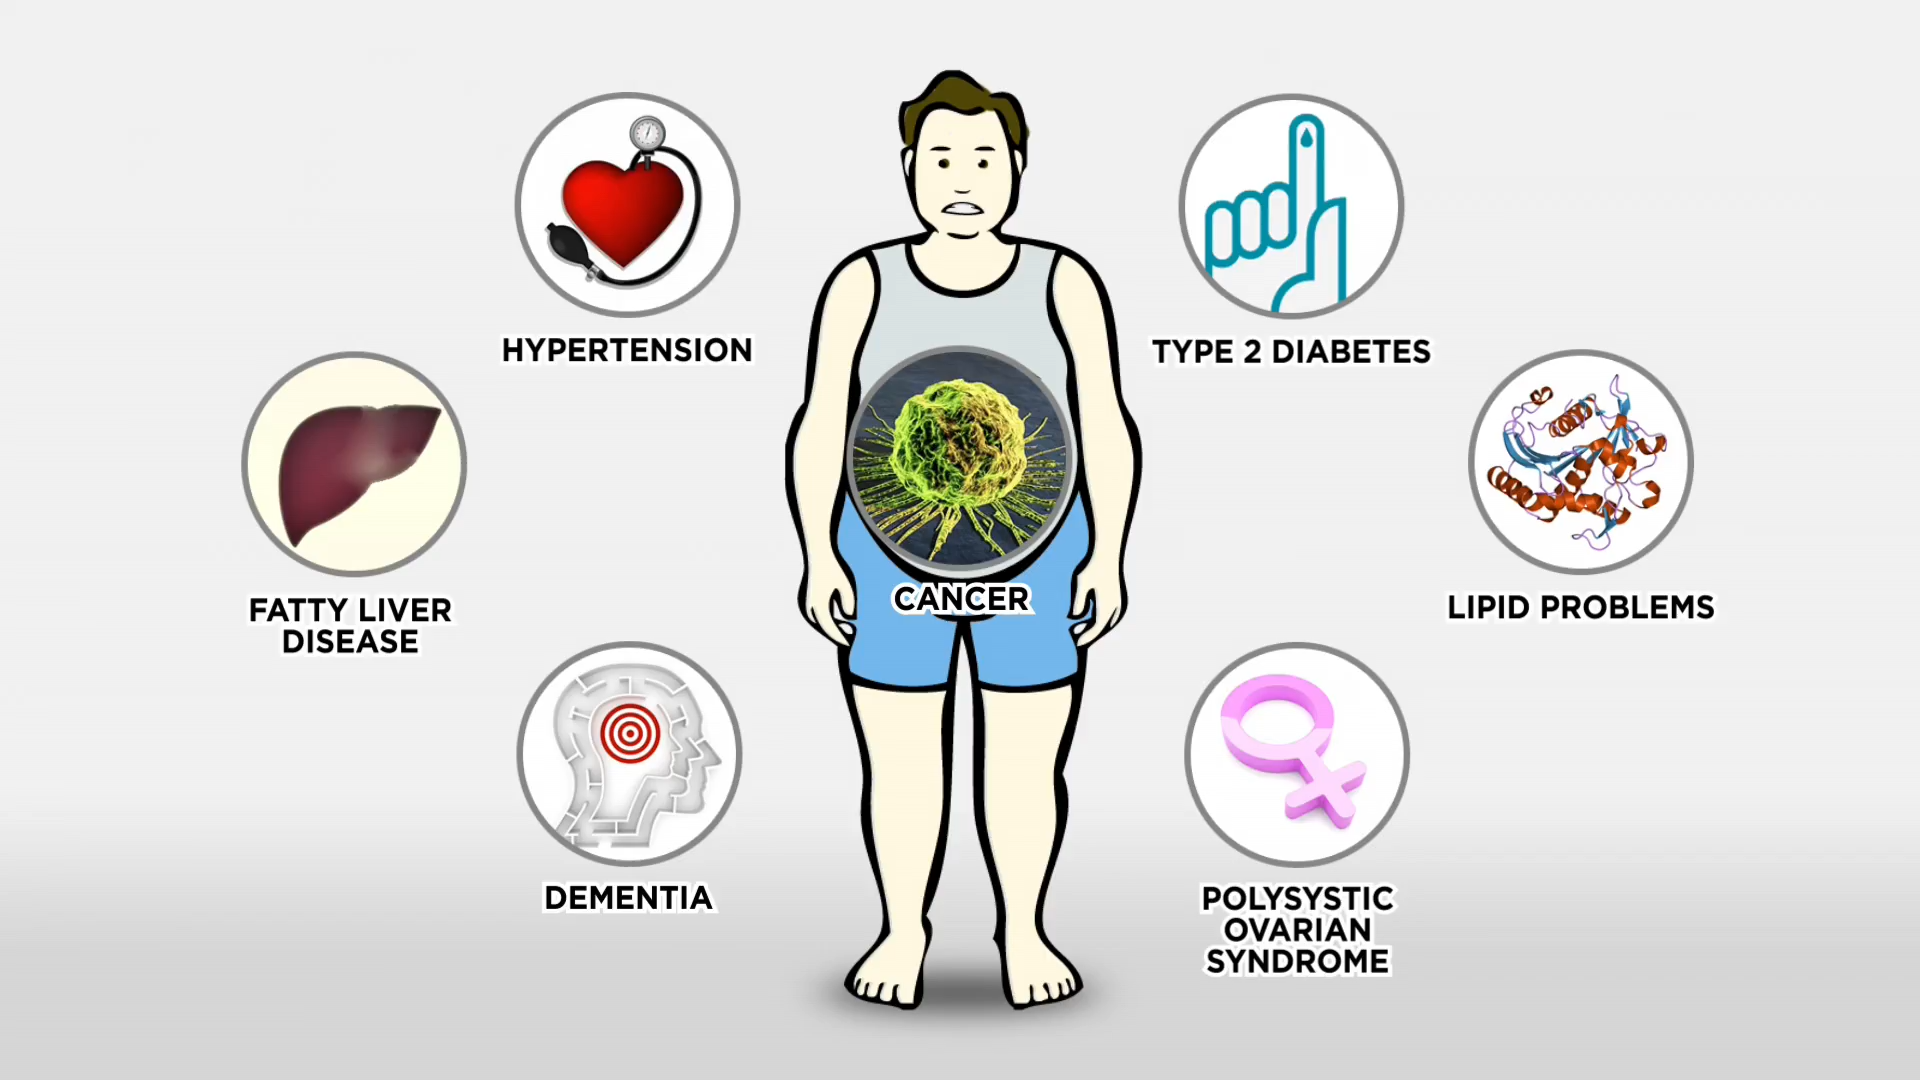 HYPERTENSION
TYPE 2 DIABETES
FATTY LIVER
DISEASE
CANCER
LIPID PROBLEMS
DEMENTIA
POLYSYSTIC
OVARIAN
SYNDROME